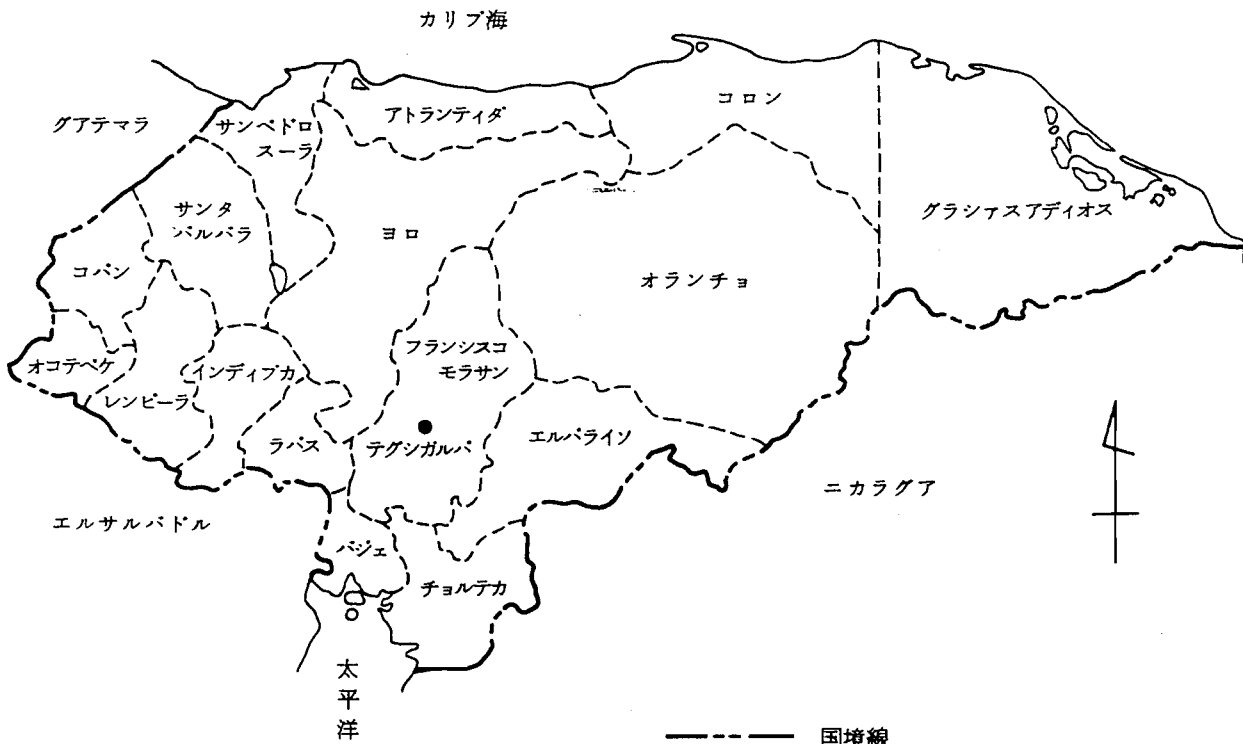 カリブ海
グアテマラ
サンペドロ
スーラ
アトランティダ
コロン
サンタ
バルバラ
ヨロ
グラシァスアディオス
コパン
オランチョ
オコテペケ
レンピーラ
インディブカ
フランシスコ
モラサン
ラパス
テグシガルパ
エルパライソ
ニカラグア
エルサルバドル
バジェ
チョルテカ
太平洋
国境線